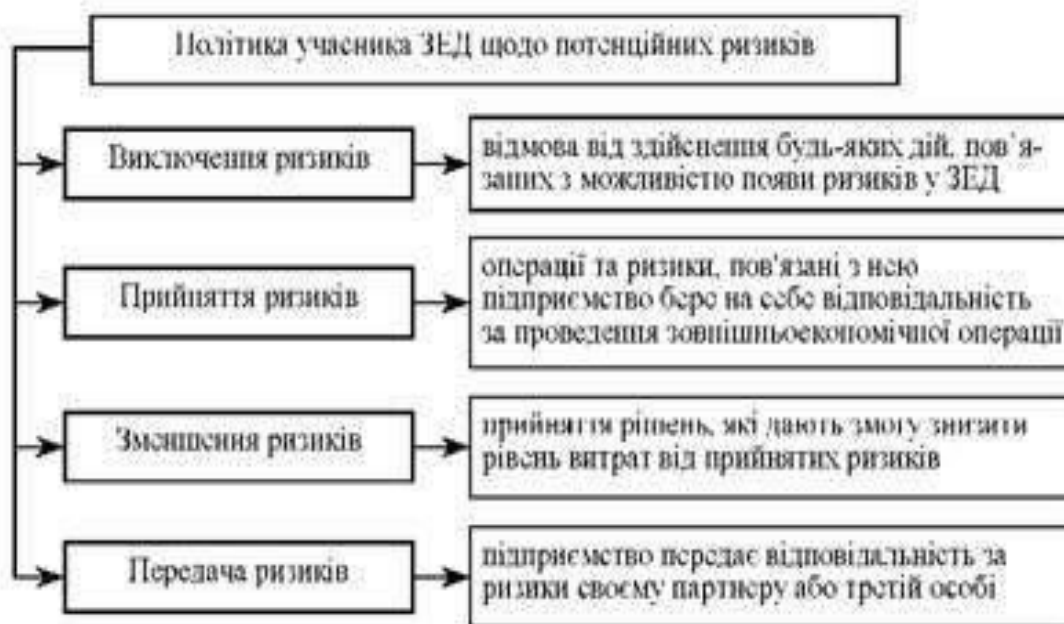 Політика учасника ЗЕД щодо потенційних ризиків
Виключення ризиків
відмова від здійснення будь-яких дій, пов'я-
заних з можливістю появи ризиків у ЗЕД
Прийняття ризиків
операції та ризики, пов'язані з нею
підприємство бере на себе відповідальність
за проведення зовнішньоекономічної операції
Зменшення ризиків
прийняття рішень, які дають змогу знизити
рівень витрат від прийнятих ризиків
Передача ризиків
підприємство передає відповідальність за
ризики своєму партнеру або третій особі